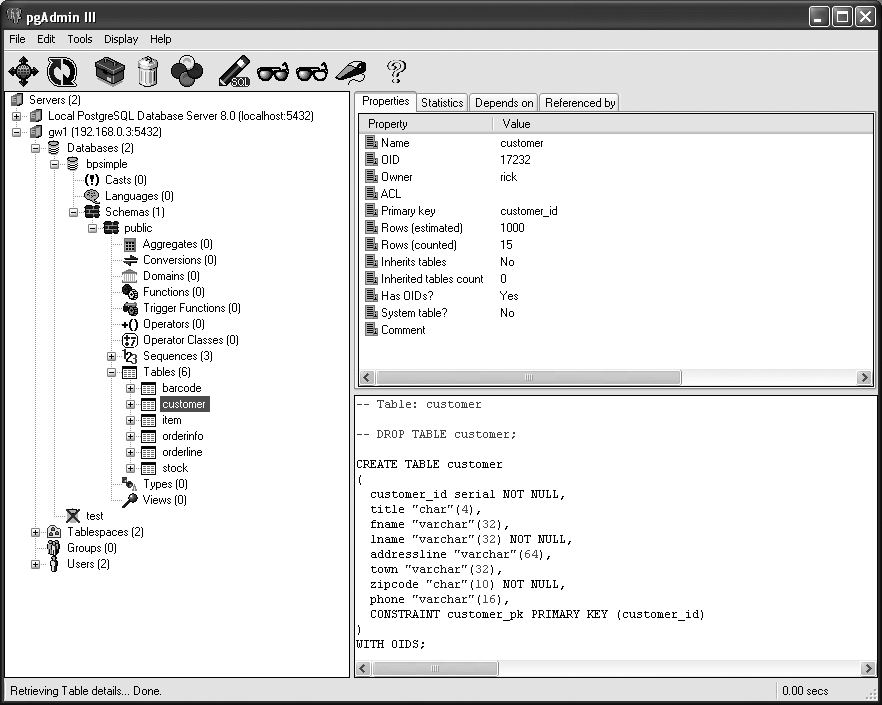 pgAdmin III
File Edit Tools Display Help
SQL
Servers (2)
Local PostgreSQL Database Server 8.0 (localhost:5432)
gw1 (192.168.0.3:5432)
Databases (2)
bpsimple
Casts (0)
Languages (0)
Schemas (1)
public
Aggregates (0)
Conversions (0)
Domains (0)
Functions (0)
Trigger Functions (0)
Operators (0)
Operator Classes (0)
Sequences (3)
Tables (6)
barcode
customer
item
orderinfo
orderline
stock
Types (0)
Views (0)
test
Tablespaces (2)
Groups (0)
Users (2)
Properties Statistics Depends on Referenced by
Property Value
Name customer
OID 17232
Owner rick
ACL
Primary key customer_id
Rows (estimated) 1000
Rows (counted) 15
Inherits tables No
Inherited tables count 0
Has OIDs? Yes
System table? No
Comment
-- Table: customer
-- DROP TABLE customer;
CREATE TABLE customer
(
customer_id serial NOT NULL,
title "char"(4),
fname "varchar"(32),
lname "varchar"(32) NOT NULL,
addressline "varchar"(64),
town "varchar"(32),
zipcode "char"(10) NOT NULL,
phone "varchar"(16),
CONSTRAINT customer_pk PRIMARY KEY (customer_id)
)
WITH OIDS;
Retrieving Table details... Done. 0.00 secs